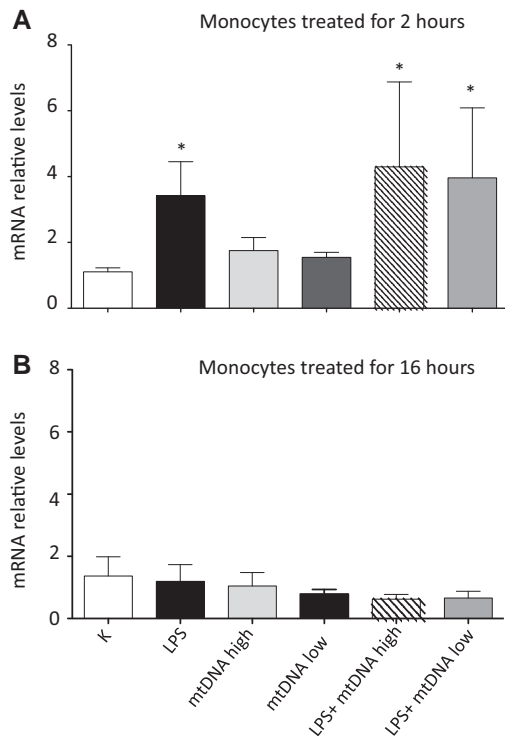 A
Monocytes treated for 2 hours
mRNA relative levels
8
6
4
2
0
*
*
*
B
Monocytes treated for 16 hours
mRNA relative levels
8
6
4
2
0
K
LPS
mtDNA high
mtDNA low
LPS+ mtDNA high
LPS+ mtDNA low